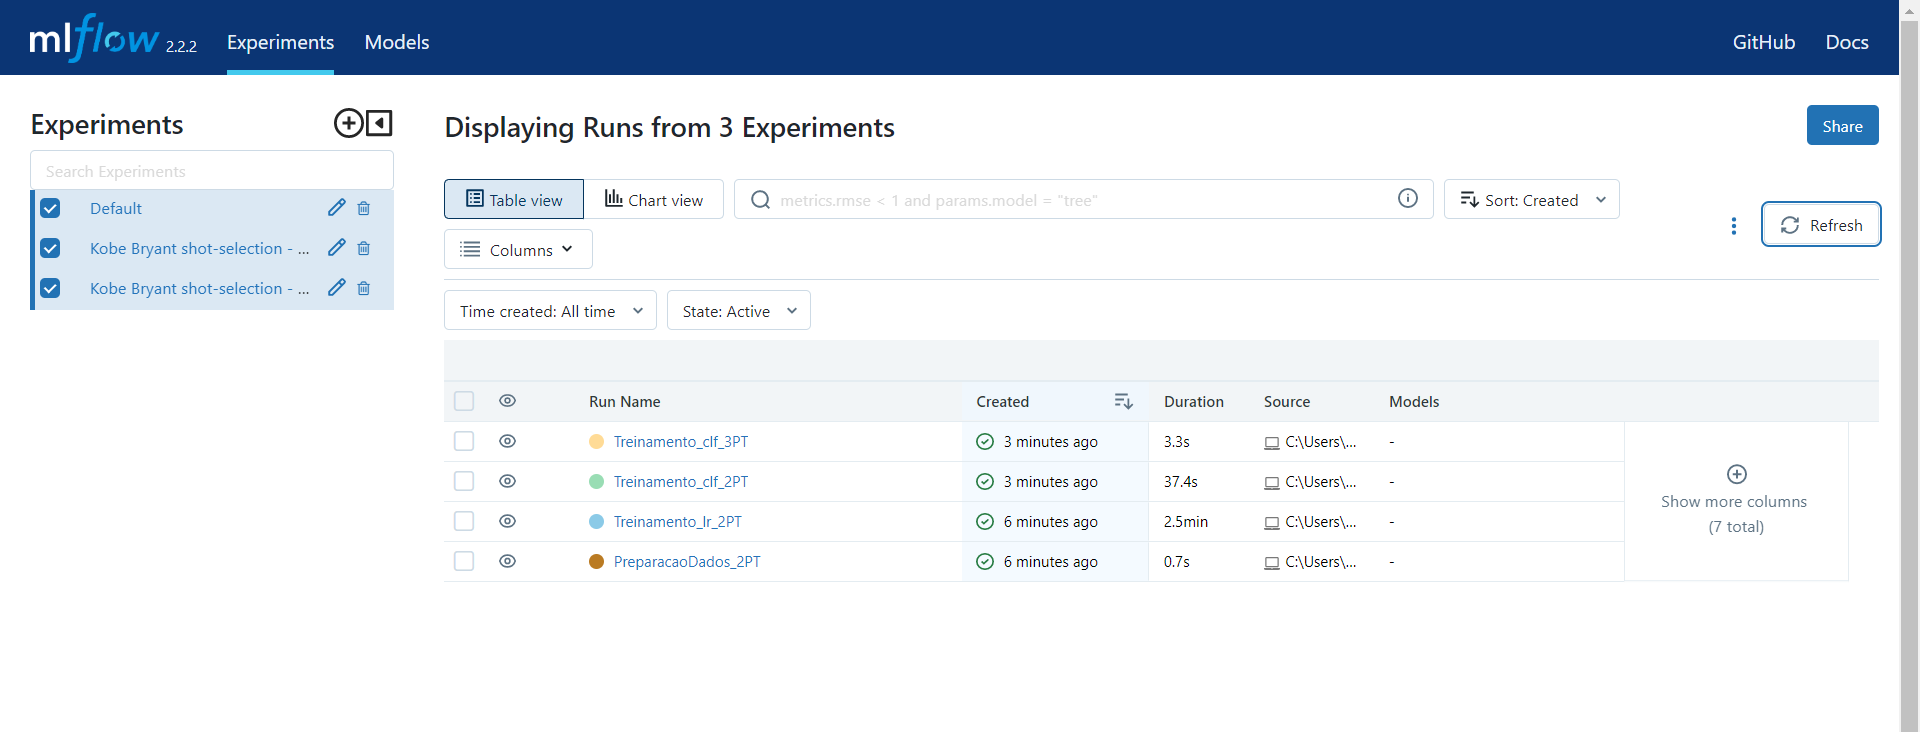 mlflow 2.2.2 Experiments Models GitHub Docs
Experiments
Search Experiments
Default
Kobe Bryant shot-selection - ...
Kobe Bryant shot-selection - ...
Displaying Runs from 3 Experiments
Share
Table view Chart view metrics.rmse < 1 and params.model = "tree" Sort: Created
Refresh
Columns
Time created: All time State: Active
Run Name Created Duration Source Models
Treinamento_clf_3PT 3 minutes ago 3.3s C:\Users\... -
Treinamento_clf_2PT 3 minutes ago 37.4s C:\Users\... -
Treinamento_lr_2PT 6 minutes ago 2.5min C:\Users\... -
PreparacaoDados_2PT 6 minutes ago 0.7s C:\Users\... -
Show more columns
(7 total)